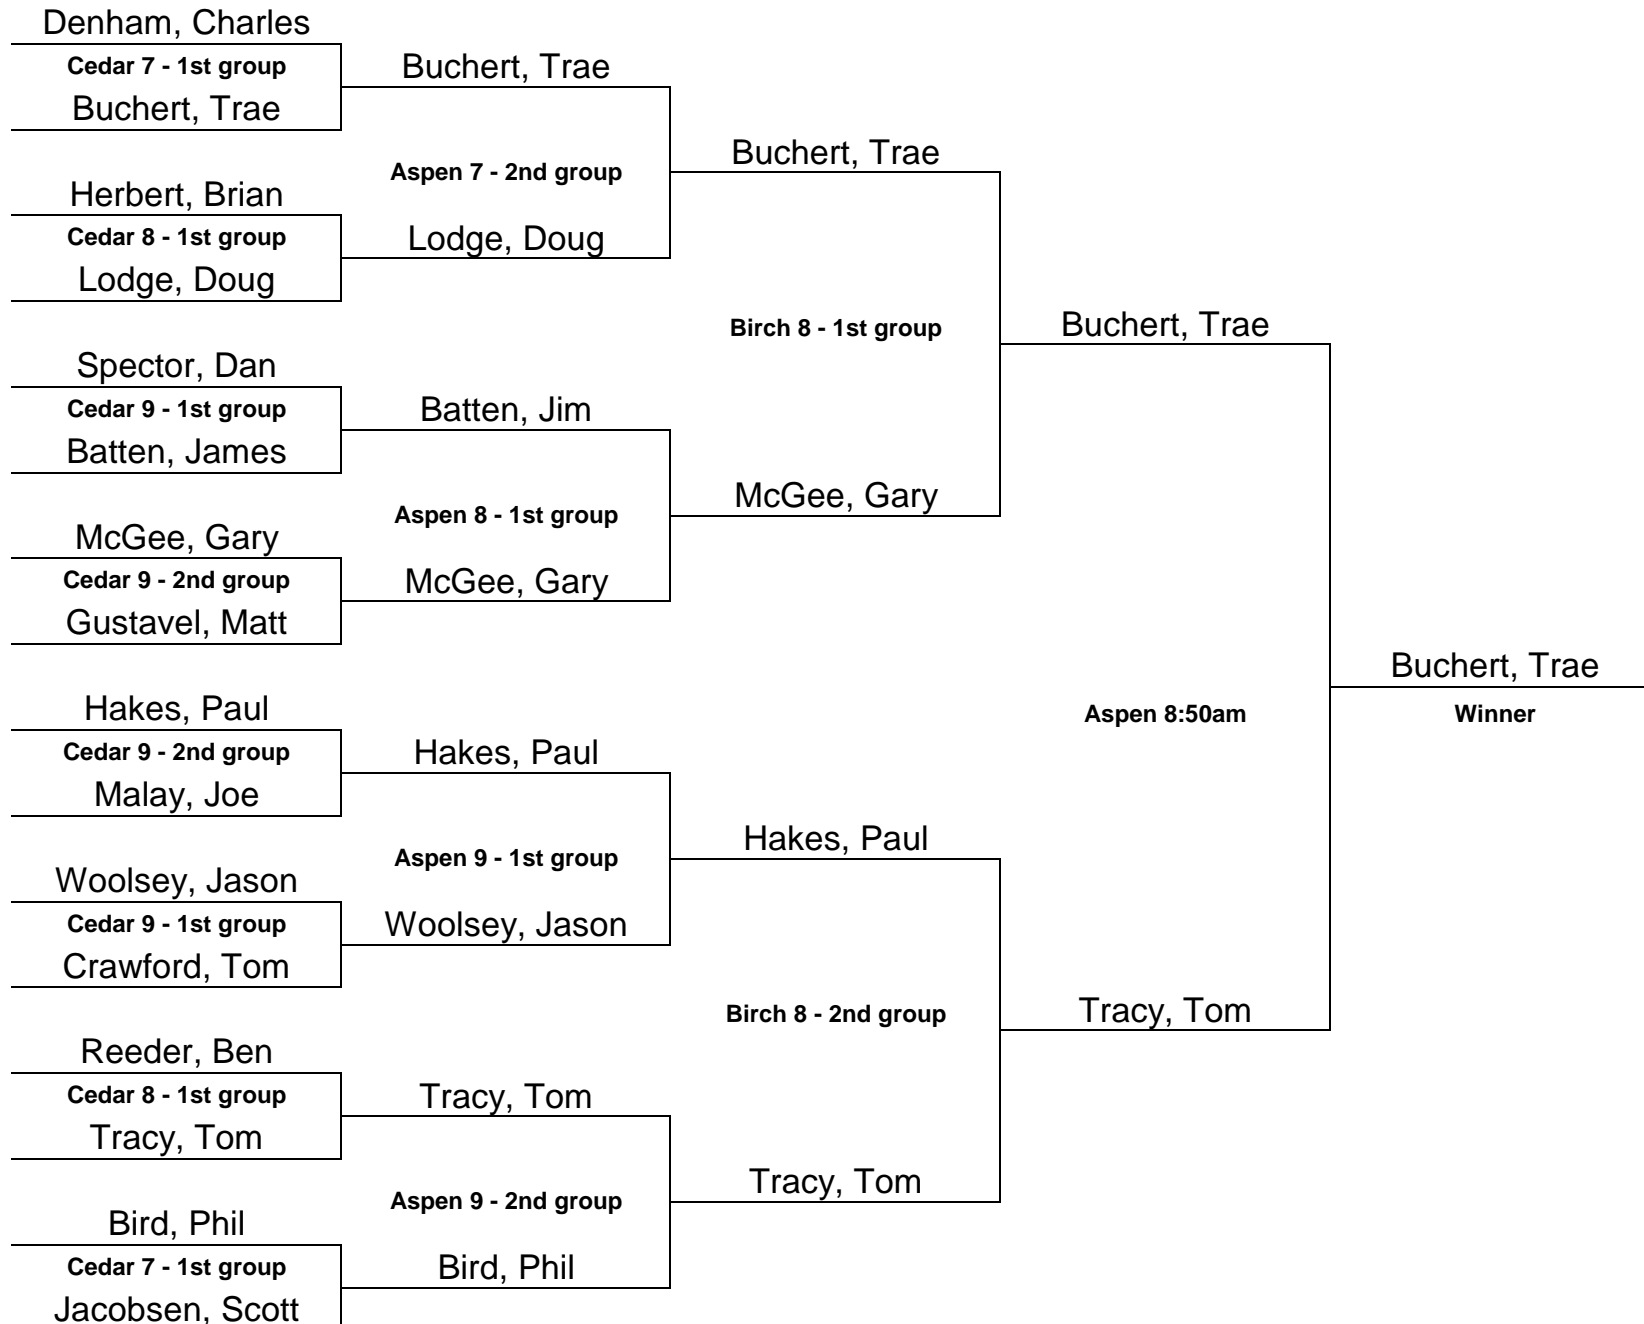 Denham, Charles
Cedar 7 - 1st group
Buchert, Trae
Herbert, Brian
Cedar 8 - 1st group
Lodge, Doug
Spector, Dan
Cedar 9 - 1st group
Batten, James
McGee, Gary
Cedar 9 - 2nd group
Gustavel, Matt
Hakes, Paul
Cedar 9 - 2nd group
Malay, Joe
Woolsey, Jason
Cedar 9 - 1st group
Crawford, Tom
Reeder, Ben
Cedar 8 - 1st group
Tracy, Tom
Bird, Phil
Cedar 7 - 1st group
Jacobsen, Scott
Buchert, Trae
Aspen 7 - 2nd group
Lodge, Doug
Batten, Jim
Aspen 8 - 1st group
McGee, Gary
Hakes, Paul
Aspen 9 - 1st group
Woolsey, Jason
Tracy, Tom
Aspen 9 - 2nd group
Bird, Phil
Buchert, Trae
Birch 8 - 1st group
McGee, Gary
Hakes, Paul
Birch 8 - 2nd group
Tracy, Tom
Buchert, Trae
Aspen 8:50am
Tracy, Tom
Buchert, Trae
Winner